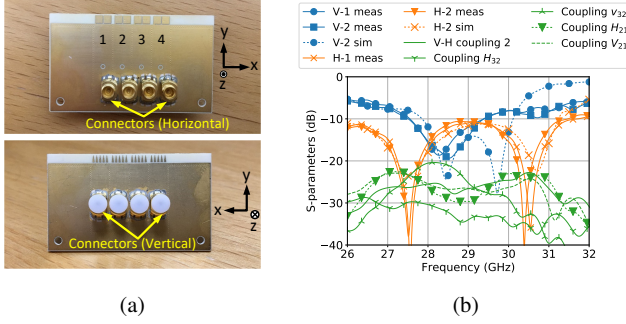 1 2 3 4
y
x
z
Connectors (Horizontal)
y
x
z
Connectors (Vertical)
(a)
V-1 meas
V-2 meas
V-2 sim
H-1 meas
H-2 meas
H-2 sim
V-H coupling 2
Coupling H32
Coupling v32
Coupling H21
Coupling V21
S-parameters (dB)
0
−10
−20
−30
−40
26 27 28 29 30 31 32
Frequency (GHz)
(b)